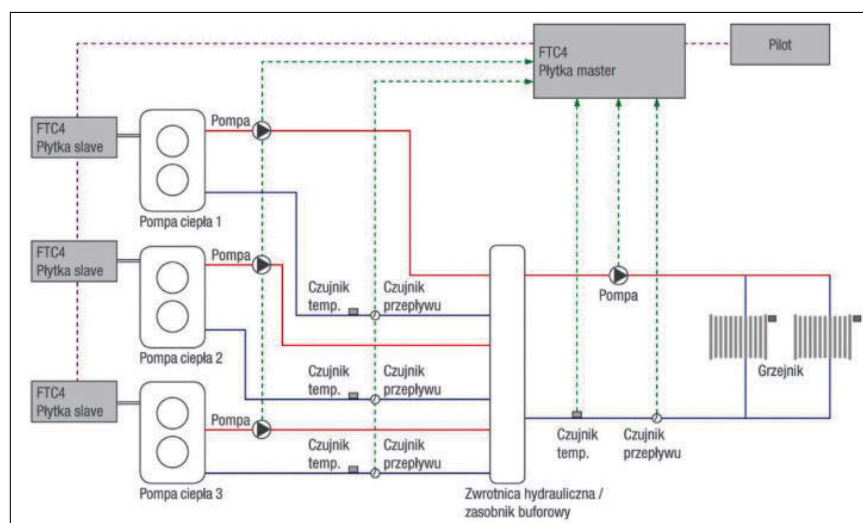 FTC4
Płytka master
Pilot
FTC4
Płytka slave
Pompa
Pompa ciepła 1
FTC4
Płytka slave
Pompa
Czujnik
temp.
Czujnik
przepływu
Pompa
Pompa ciepła 2
Grzejnik
FTC4
Płytka slave
Czujnik
temp.
Czujnik
przepływu
Pompa
Czujnik
temp.
Czujnik
przepływu
Czujnik
temp.
Czujnik
przepływu
Pompa ciepła 3
Zwrotnica hydrauliczna /
zasobnik buforowy